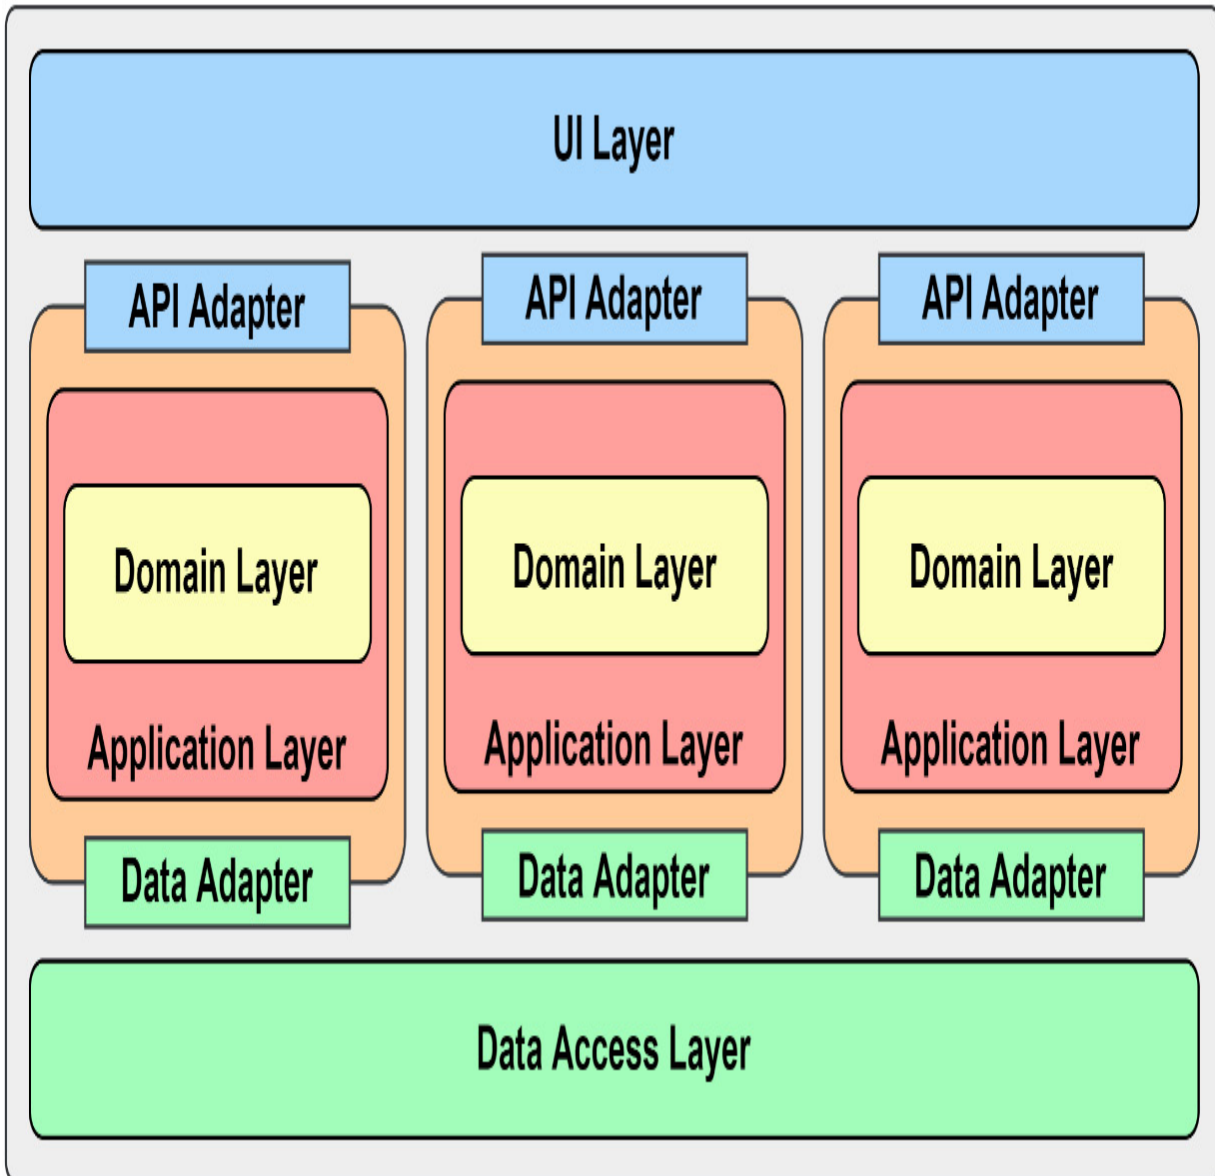 UI Layer
API Adapter
API Adapter
API Adapter
Domain Layer
Domain Layer
Domain Layer
Application Layer
Application Layer
Application Layer
Data Adapter
Data Adapter
Data Adapter
Data Access Layer